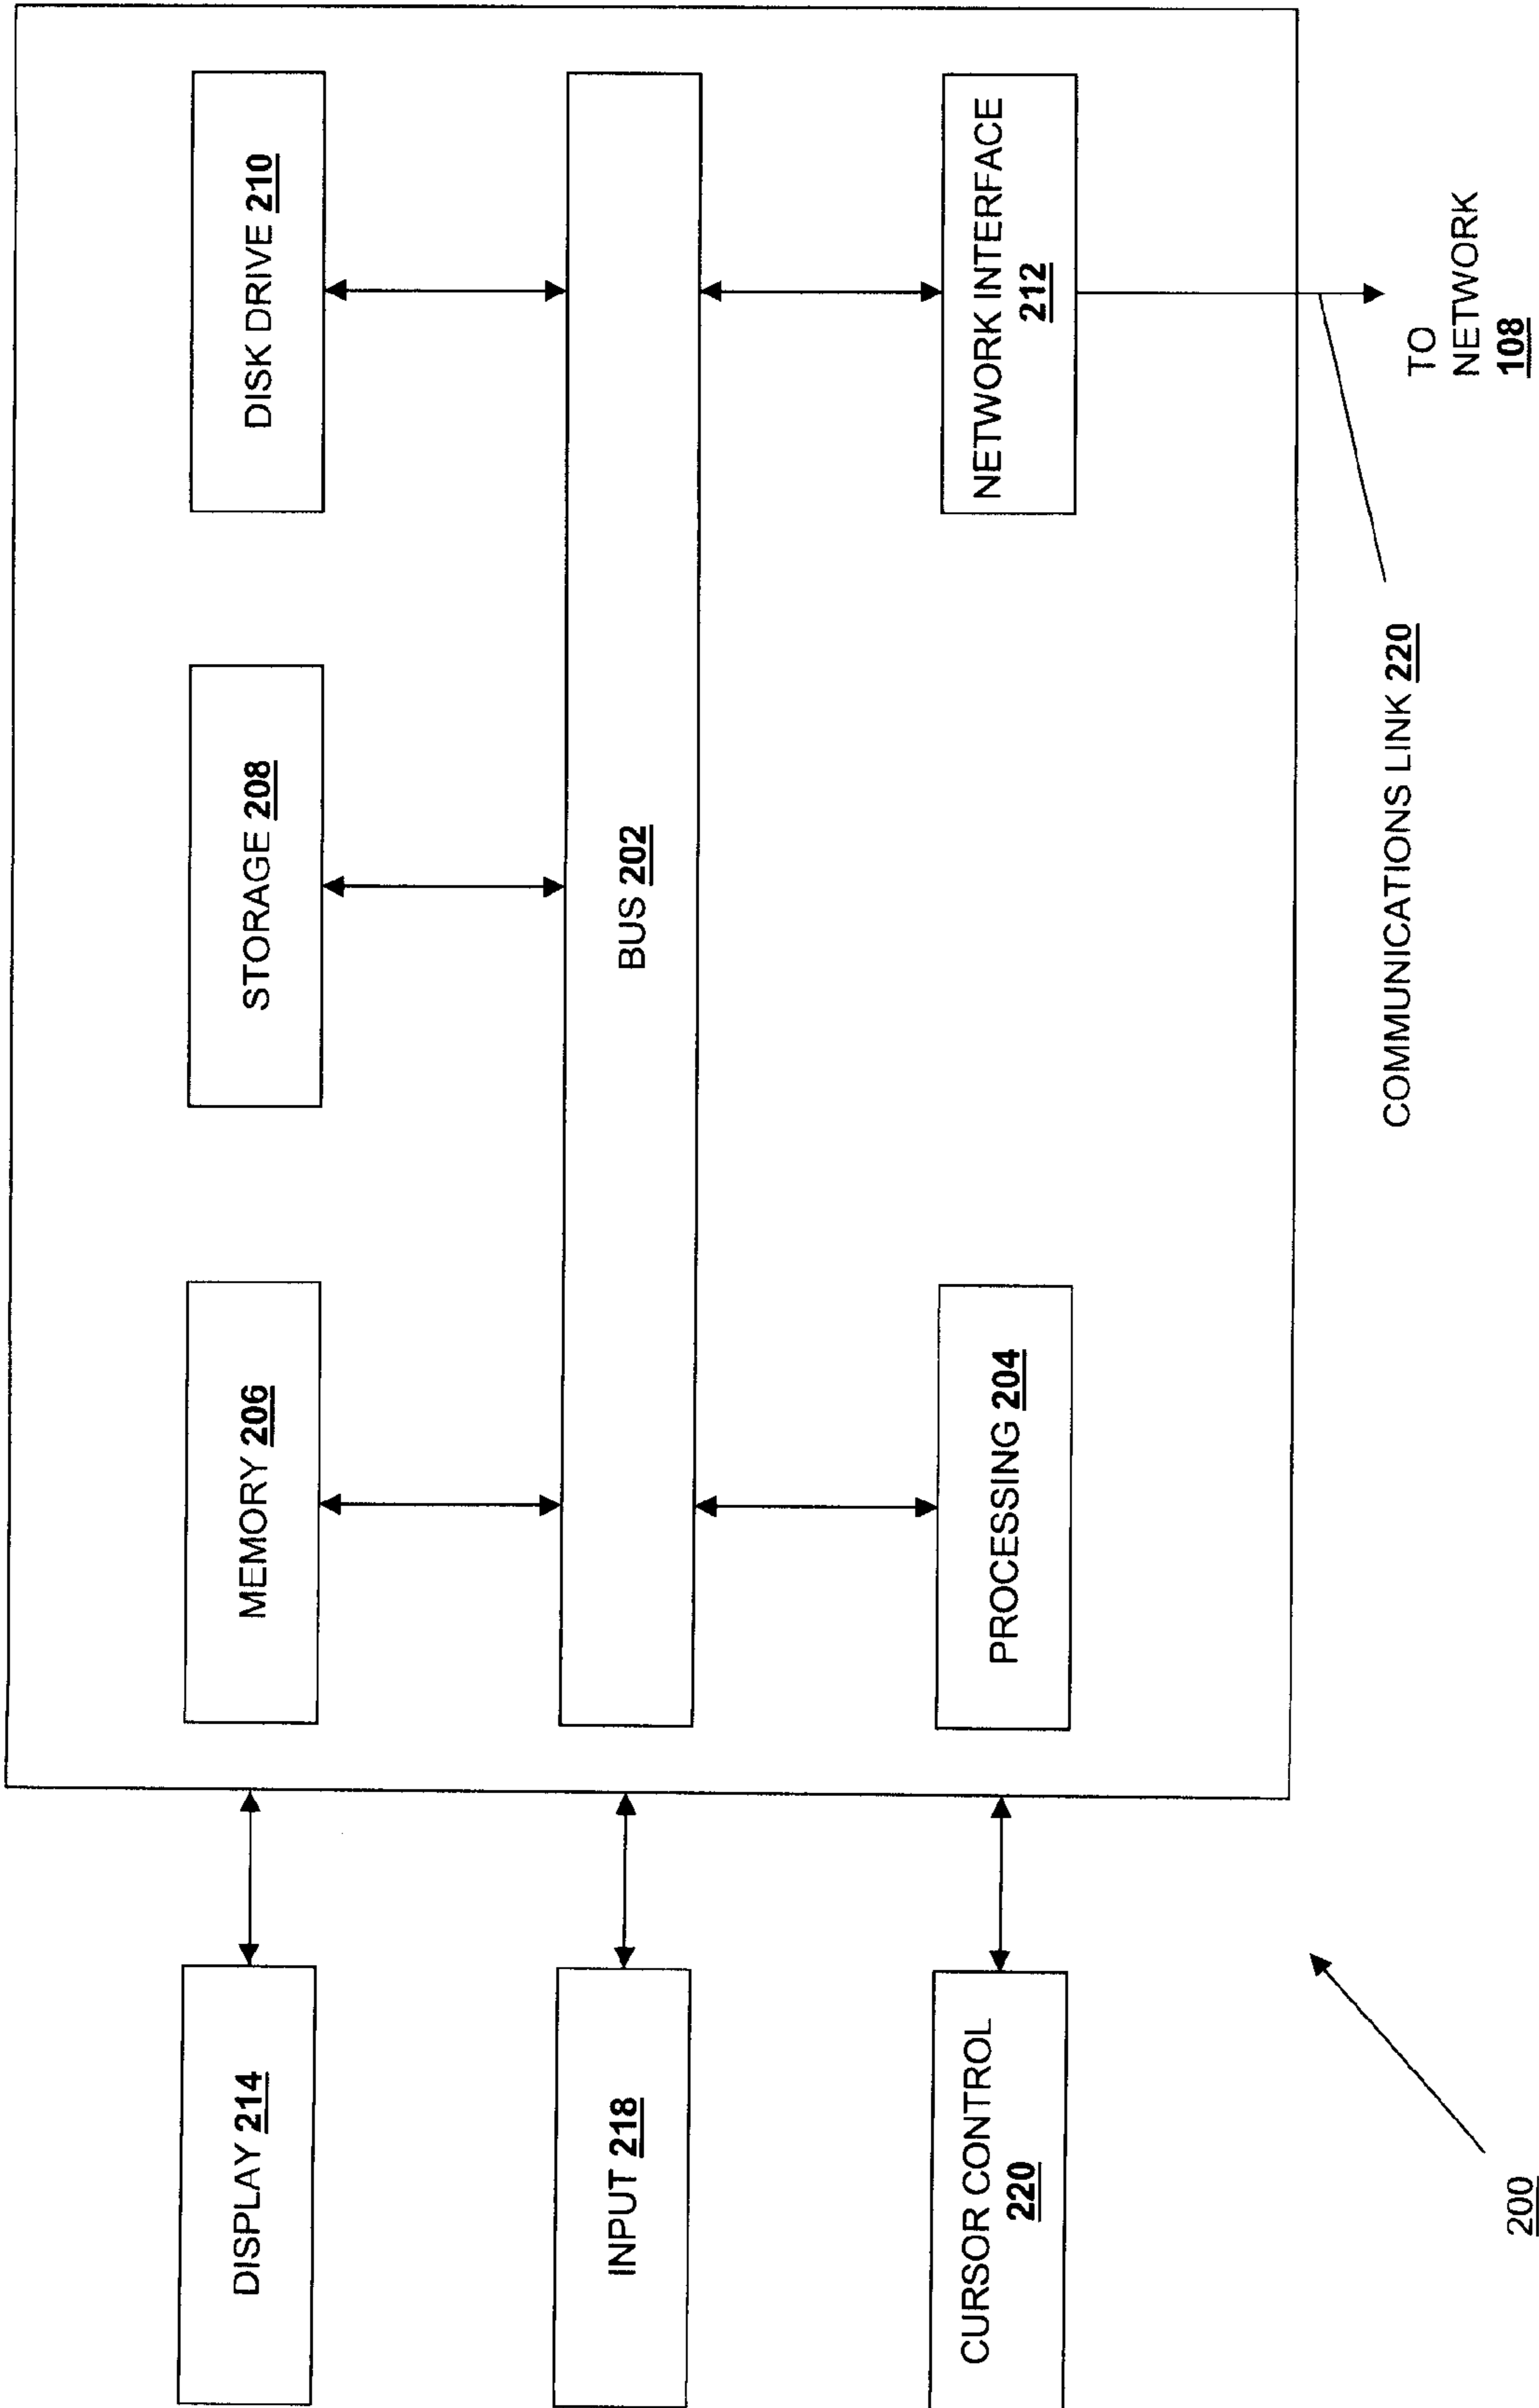 DISPLAY 214
MEMORY 206
STORAGE 208
DISK DRIVE 210
INPUT 218
BUS 202
CURSOR CONTROL
220
PROCESSING 204
NETWORK INTERFACE
212
COMMUNICATIONS LINK 220
TO
NETWORK
108
200